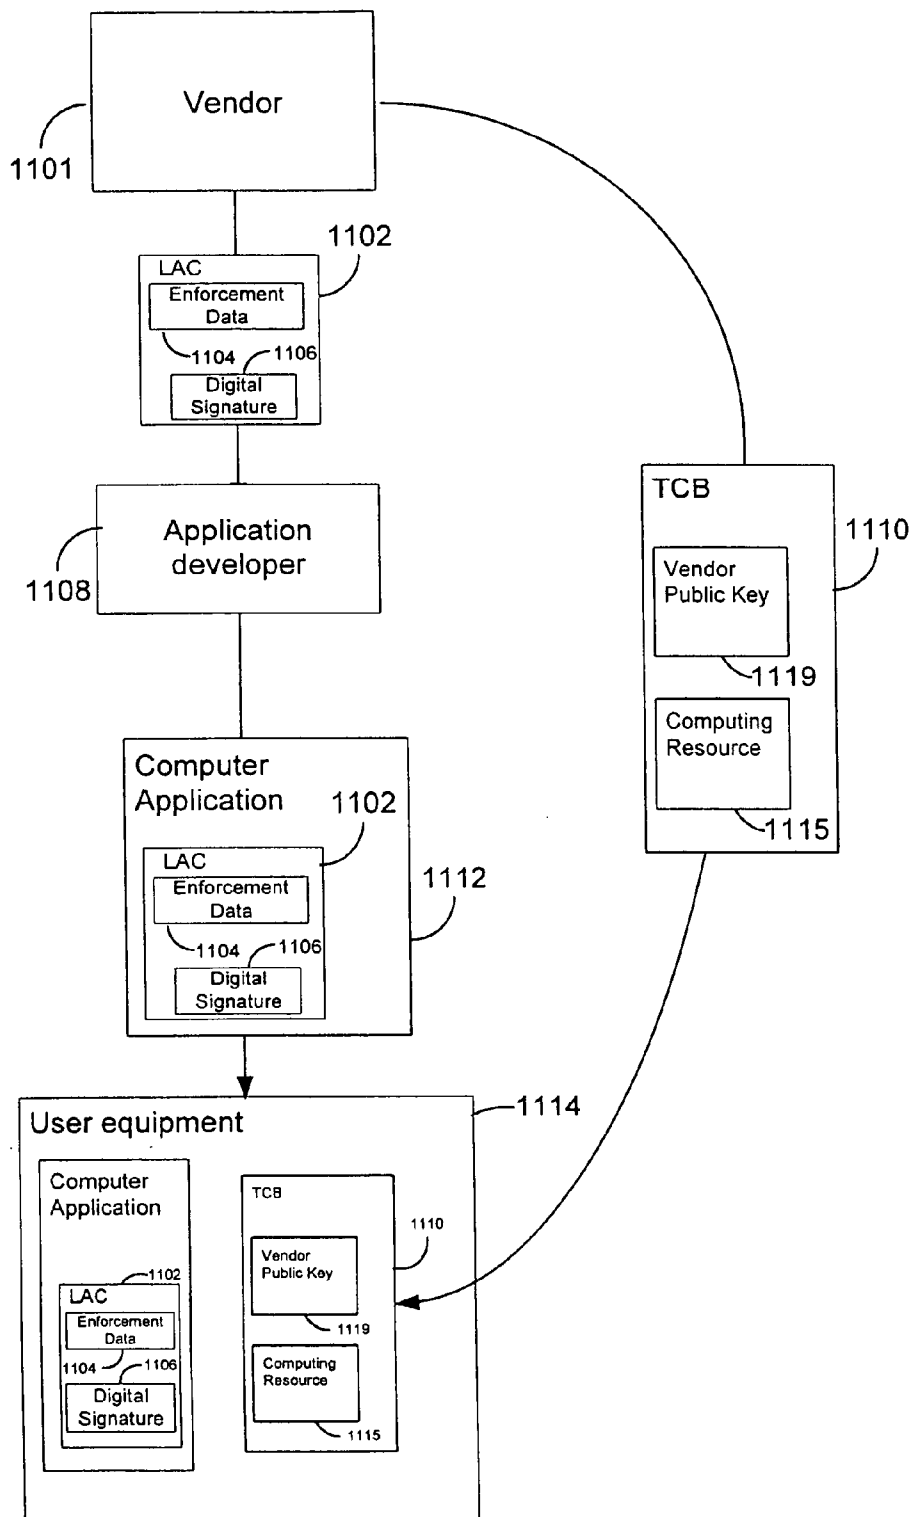 Vendor
1101
1102
LAC
Enforcement
Data
1104
1106
Digital
Signature
Application
developer
1108
TCB
1110
Vendor
Public Key
1119
Computing
Resource
1115
Computer
Application
1102
LAC
1112
Enforcement
Data
1104
1106
Digital
Signature
User equipment
1114
Computer
Application
1102
LAC
Enforcement
Data
1104
1106
Digital
Signature
TCB
1110
Vendor
Public Key
1119
Computing
Resource
1115